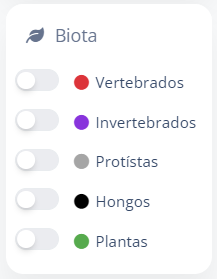 Biota
Vertebrados
Invertebrados
Protístas
Hongos
Plantas